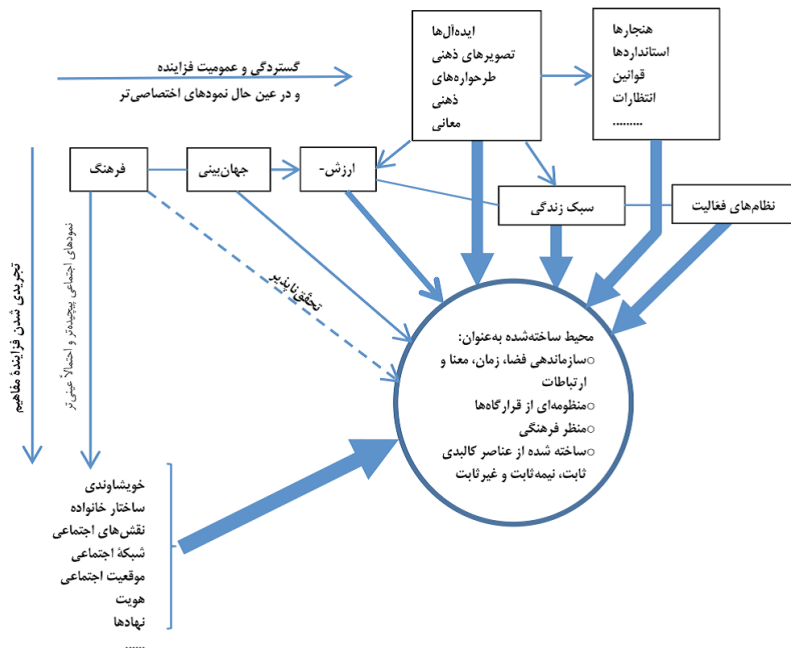 ایده‌آل‌ها
تصویرهای ذهنی
طرحواره‌های
ذهنی
معانی
هنجارها
استانداردها
قوانین
انتظارات
.........
گستردگی و عمومیت فزاینده
و در عین حال نمودهای اختصاصی‌تر
فرهنگ
جهان‌بینی
ارزش-
سبک زندگی
نظام‌های فعّالیت
تجریدی شدن فزایندهٔ مفاهیم
نمودهای اجتماعی پیچیده‌تر و احتمالاً عینی‌تر
تحقّق‌ناپذیر
محیط ساخته‌شده به‌عنوان:
○سازماندهی فضا، زمان، معنا و
ارتباطات
○منظومه‌ای از قرارگاه‌ها
○منظر فرهنگی
○ساخته شده از عناصر کالبدی
ثابت، نیمه‌ثابت و غیرثابت
خویشاوندی
ساختار خانواده
نقش‌های اجتماعی
شبکهٔ اجتماعی
موقعیت اجتماعی
هویت
نهادها
......